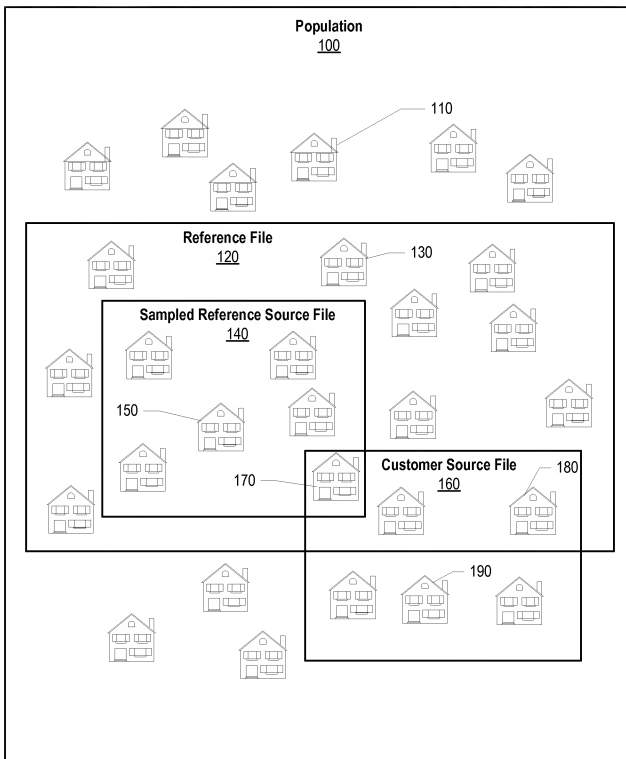 Population
100
110
Reference File
120
130
Sampled Reference Source File
140
150
Customer Source File
160
170
180
190